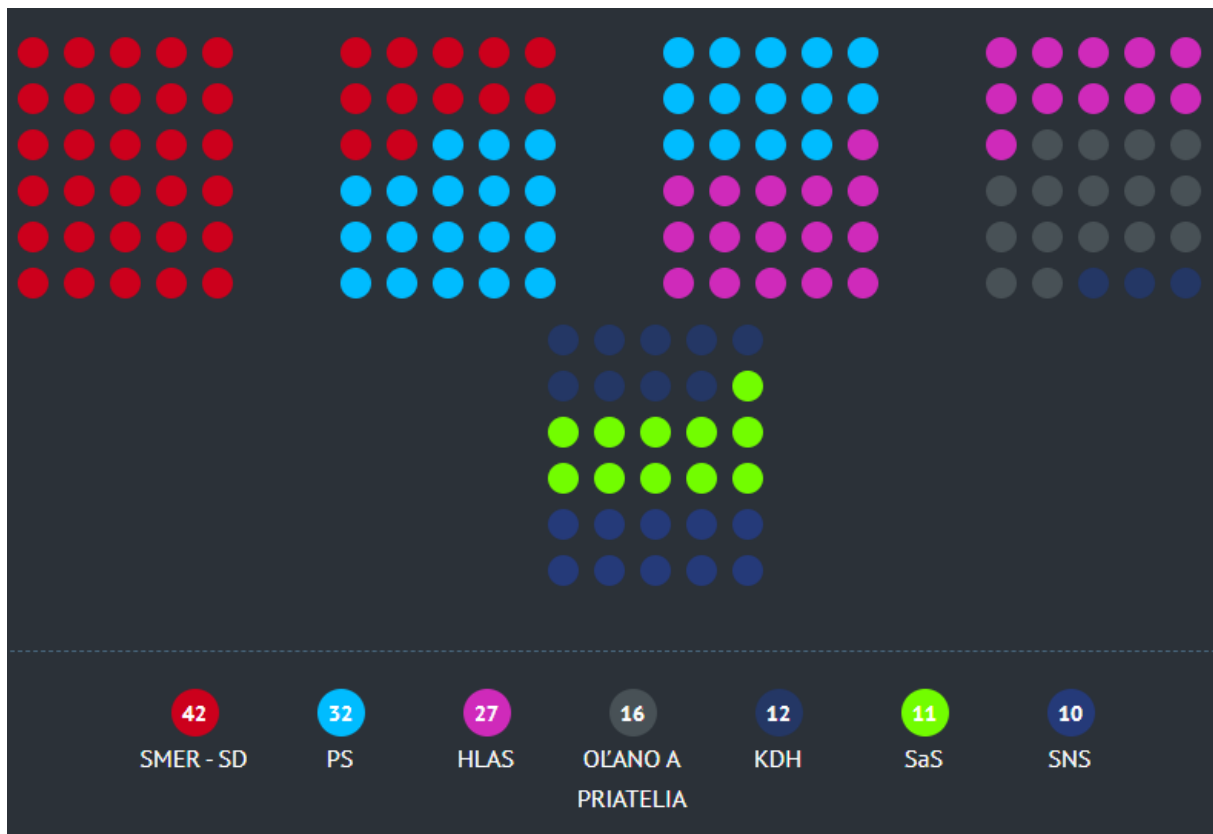 42 32 27 16 12 11 10
SMER - SD PS HLAS OĽANO A KDH SaS SNS
PRIATELIA